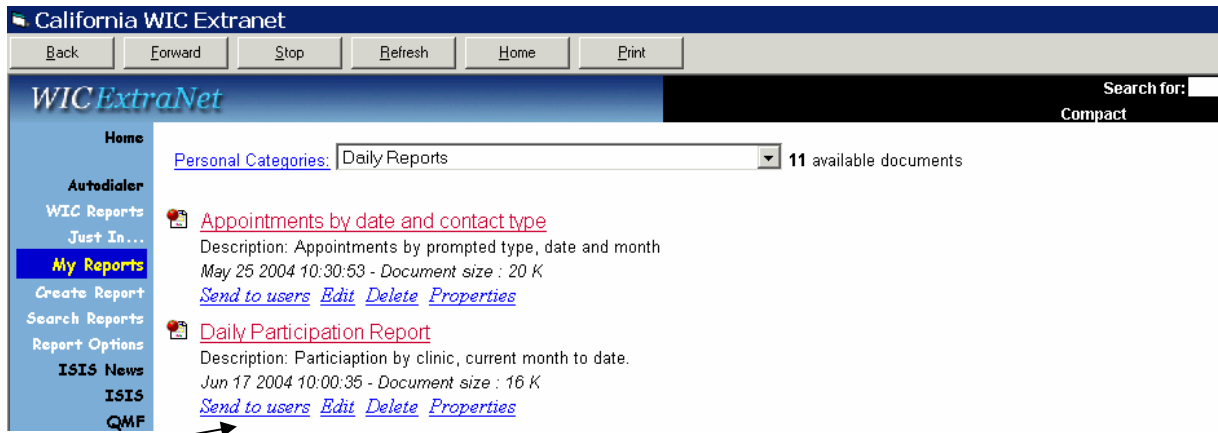 California WIC Extranet
Back Forward Stop Refresh Home Print
WIC ExtraNet
Search for:
Compact
Home
Autodialer
WIC Reports
Just In...
My Reports
Create Report
Search Reports
Report Options
ISIS News
ISIS
QMF
Personal Categories: Daily Reports 11 available documents
Appointments by date and contact type
Description: Appointments by prompted type, date and month
May 25 2004 10:30:53 - Document size : 20 K
Send to users Edit Delete Properties
Daily Participation Report
Description: Particiaption by clinic, current month to date.
Jun 17 2004 10:00:35 - Document size : 16 K
Send to users Edit Delete Properties